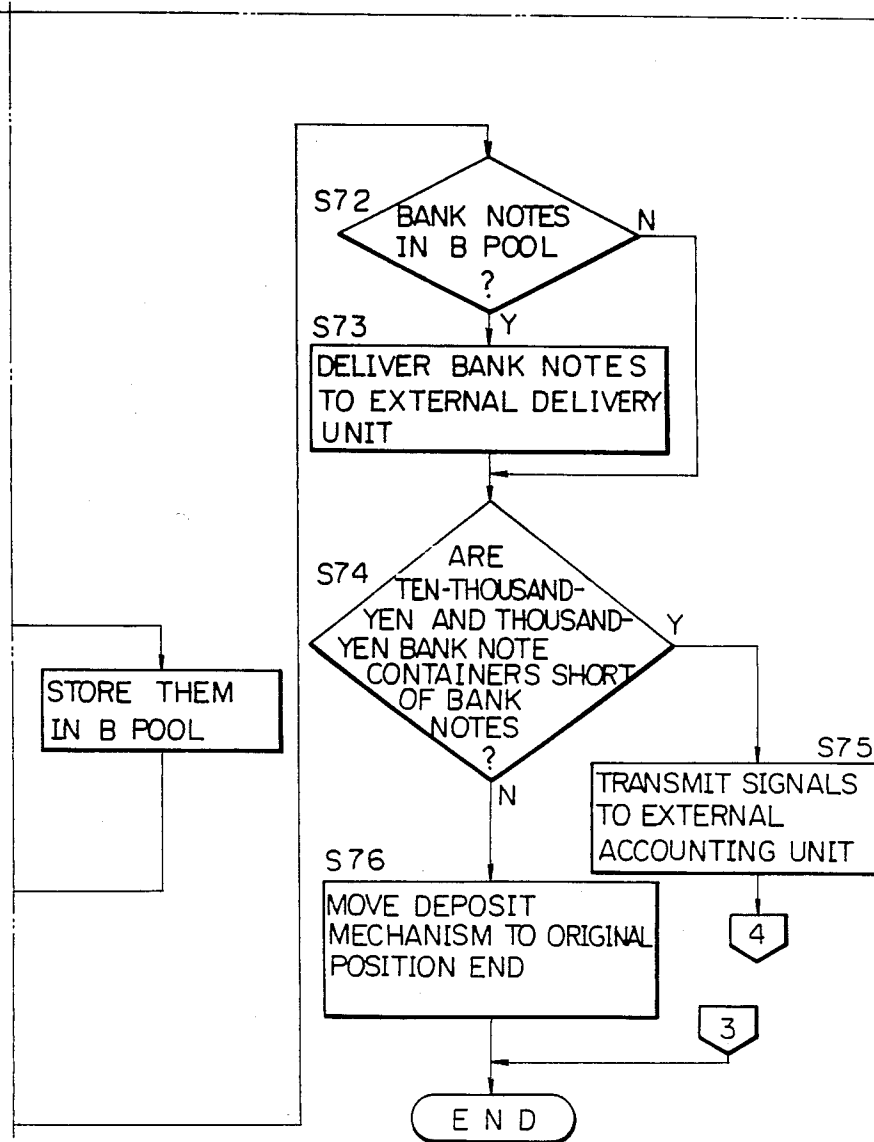 S72
BANK NOTES
IN B POOL
?
N
Y
S73
DELIVER BANK NOTES
TO EXTERNAL DELIVERY
UNIT
S74
ARE
TEN-THOUSAND-
YEN AND THOUSAND-
YEN BANK NOTE
CONTAINERS SHORT
OF BANK
NOTES
?
Y
N
STORE THEM
IN B POOL
S75
TRANSMIT SIGNALS
TO EXTERNAL
ACCOUNTING UNIT
4
S76
MOVE DEPOSIT
MECHANISM TO ORIGINAL
POSITION END
3
END